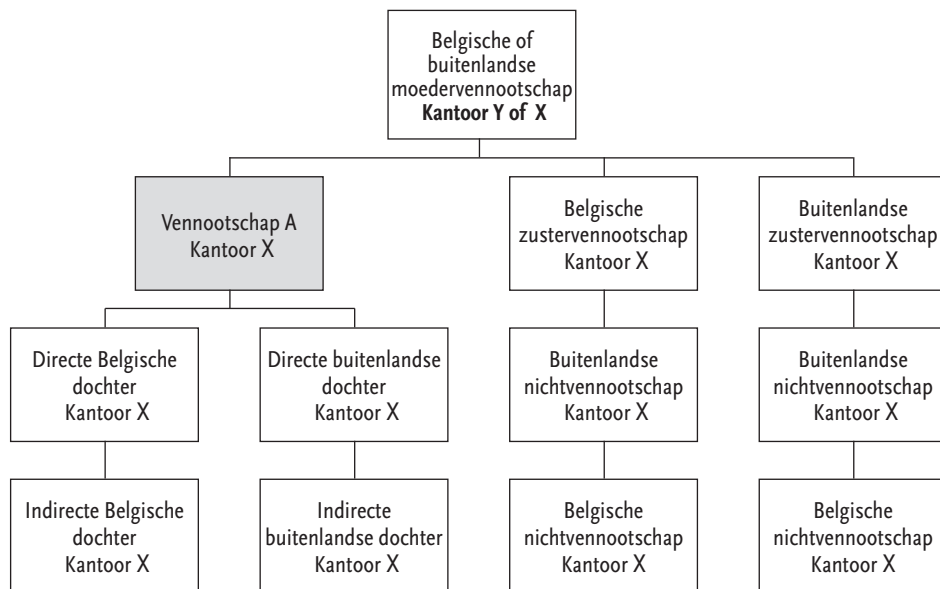 Belgische of
buitenlandse
moedervennootschap
Kantoor Y of X
Vennootschap A
Kantoor X
Belgische
zustervennootschap
Kantoor X
Buitenlandse
zustervennootschap
Kantoor X
Directe Belgische
dochter
Kantoor X
Directe buitenlandse
dochter
Kantoor X
Buitenlandse
nichtvennootschap
Kantoor X
Buitenlandse
nichtvennootschap
Kantoor X
Indirecte Belgische
dochter
Kantoor X
Indirecte
buitenlandse dochter
Kantoor X
Belgische
nichtvennootschap
Kantoor X
Belgische
nichtvennootschap
Kantoor X